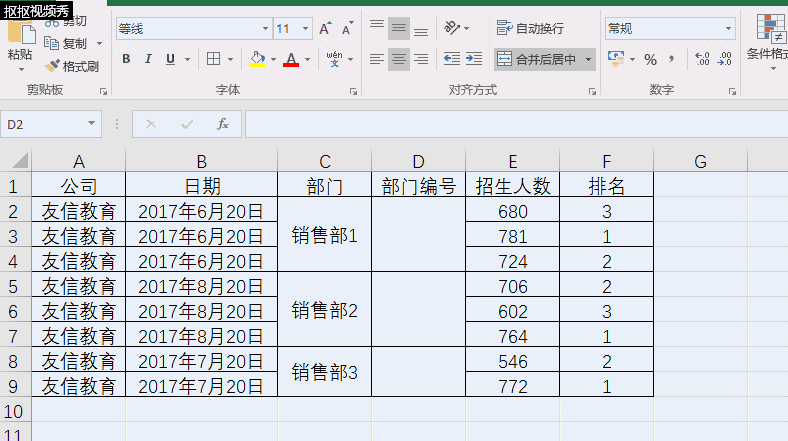 抠抠视频秀
剪切
复制
粘贴
格式刷
剪贴板
等线 11 A A
B I U A wén 文
字体
自动换行
合并后居中
对齐方式
常规
% , .0 .00 .00 .0
数字
条件格式
D2 fx
A B C D E F G
1 公司 日期 部门 部门编号 招生人数 排名
2 友信教育 2017年6月20日 680 3
3 友信教育 2017年6月20日 销售部1 781 1
4 友信教育 2017年6月20日 724 2
5 友信教育 2017年8月20日 706 2
6 友信教育 2017年8月20日 销售部2 602 3
7 友信教育 2017年8月20日 764 1
8 友信教育 2017年7月20日 销售部3 546 2
9 友信教育 2017年7月20日 772 1
10
11